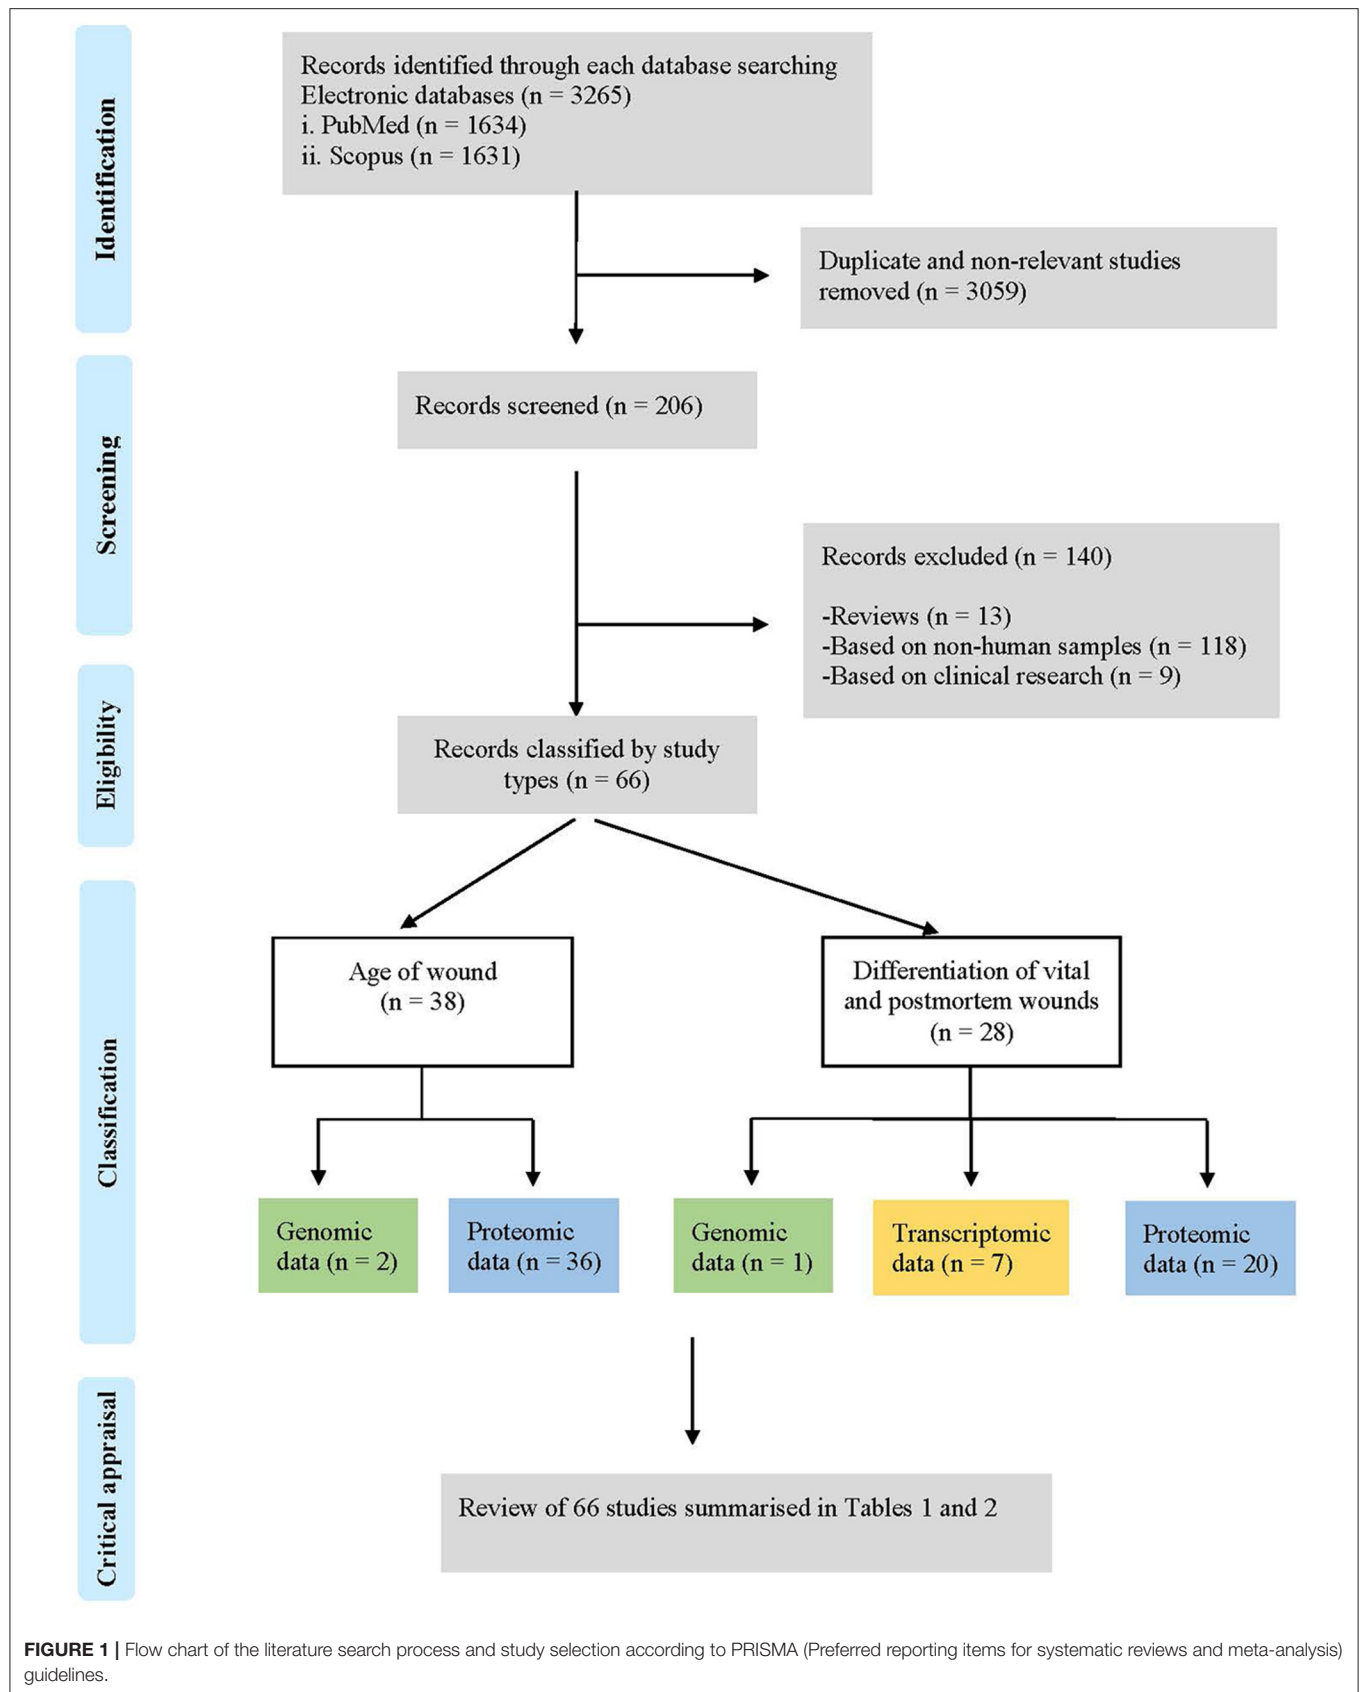 Identification
Records identified through each database searching
Electronic databases (n = 3265)
i. PubMed (n = 1634)
ii. Scopus (n = 1631)
Duplicate and non-relevant studies
removed (n = 3059)
Screening
Records screened (n = 206)
Records excluded (n = 140)
-Reviews (n = 13)
-Based on non-human samples (n = 118)
-Based on clinical research (n = 9)
Eligibility
Records classified by study
types (n = 66)
Classification
Age of wound
(n = 38)
Differentiation of vital
and postmortem wounds
(n = 28)
Genomic
data (n = 2)
Proteomic
data (n = 36)
Genomic
data (n = 1)
Transcriptomic
data (n = 7)
Proteomic
data (n = 20)
Critical appraisal
Review of 66 studies summarised in Tables 1 and 2
FIGURE 1 | Flow chart of the literature search process and study selection according to PRISMA (Preferred reporting items for systematic reviews and meta-analysis)
guidelines.